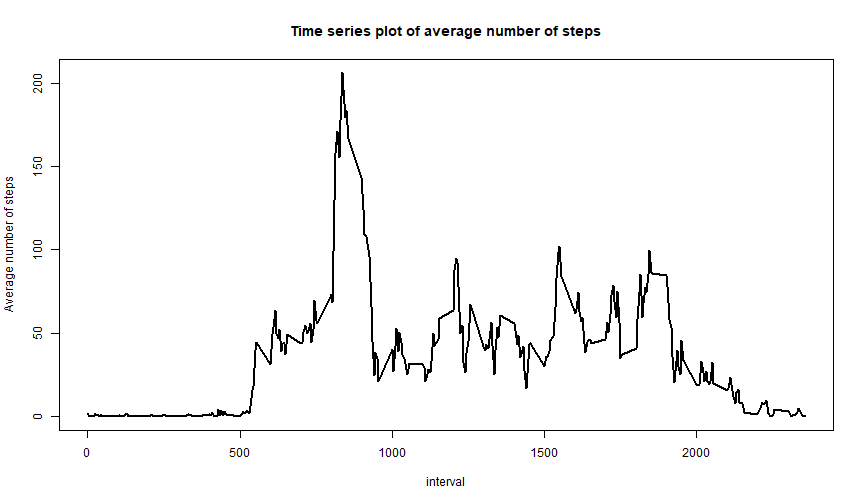 Time series plot of average number of steps
Average number of steps
200
150
100
50
0
0 500 1000 1500 2000
interval